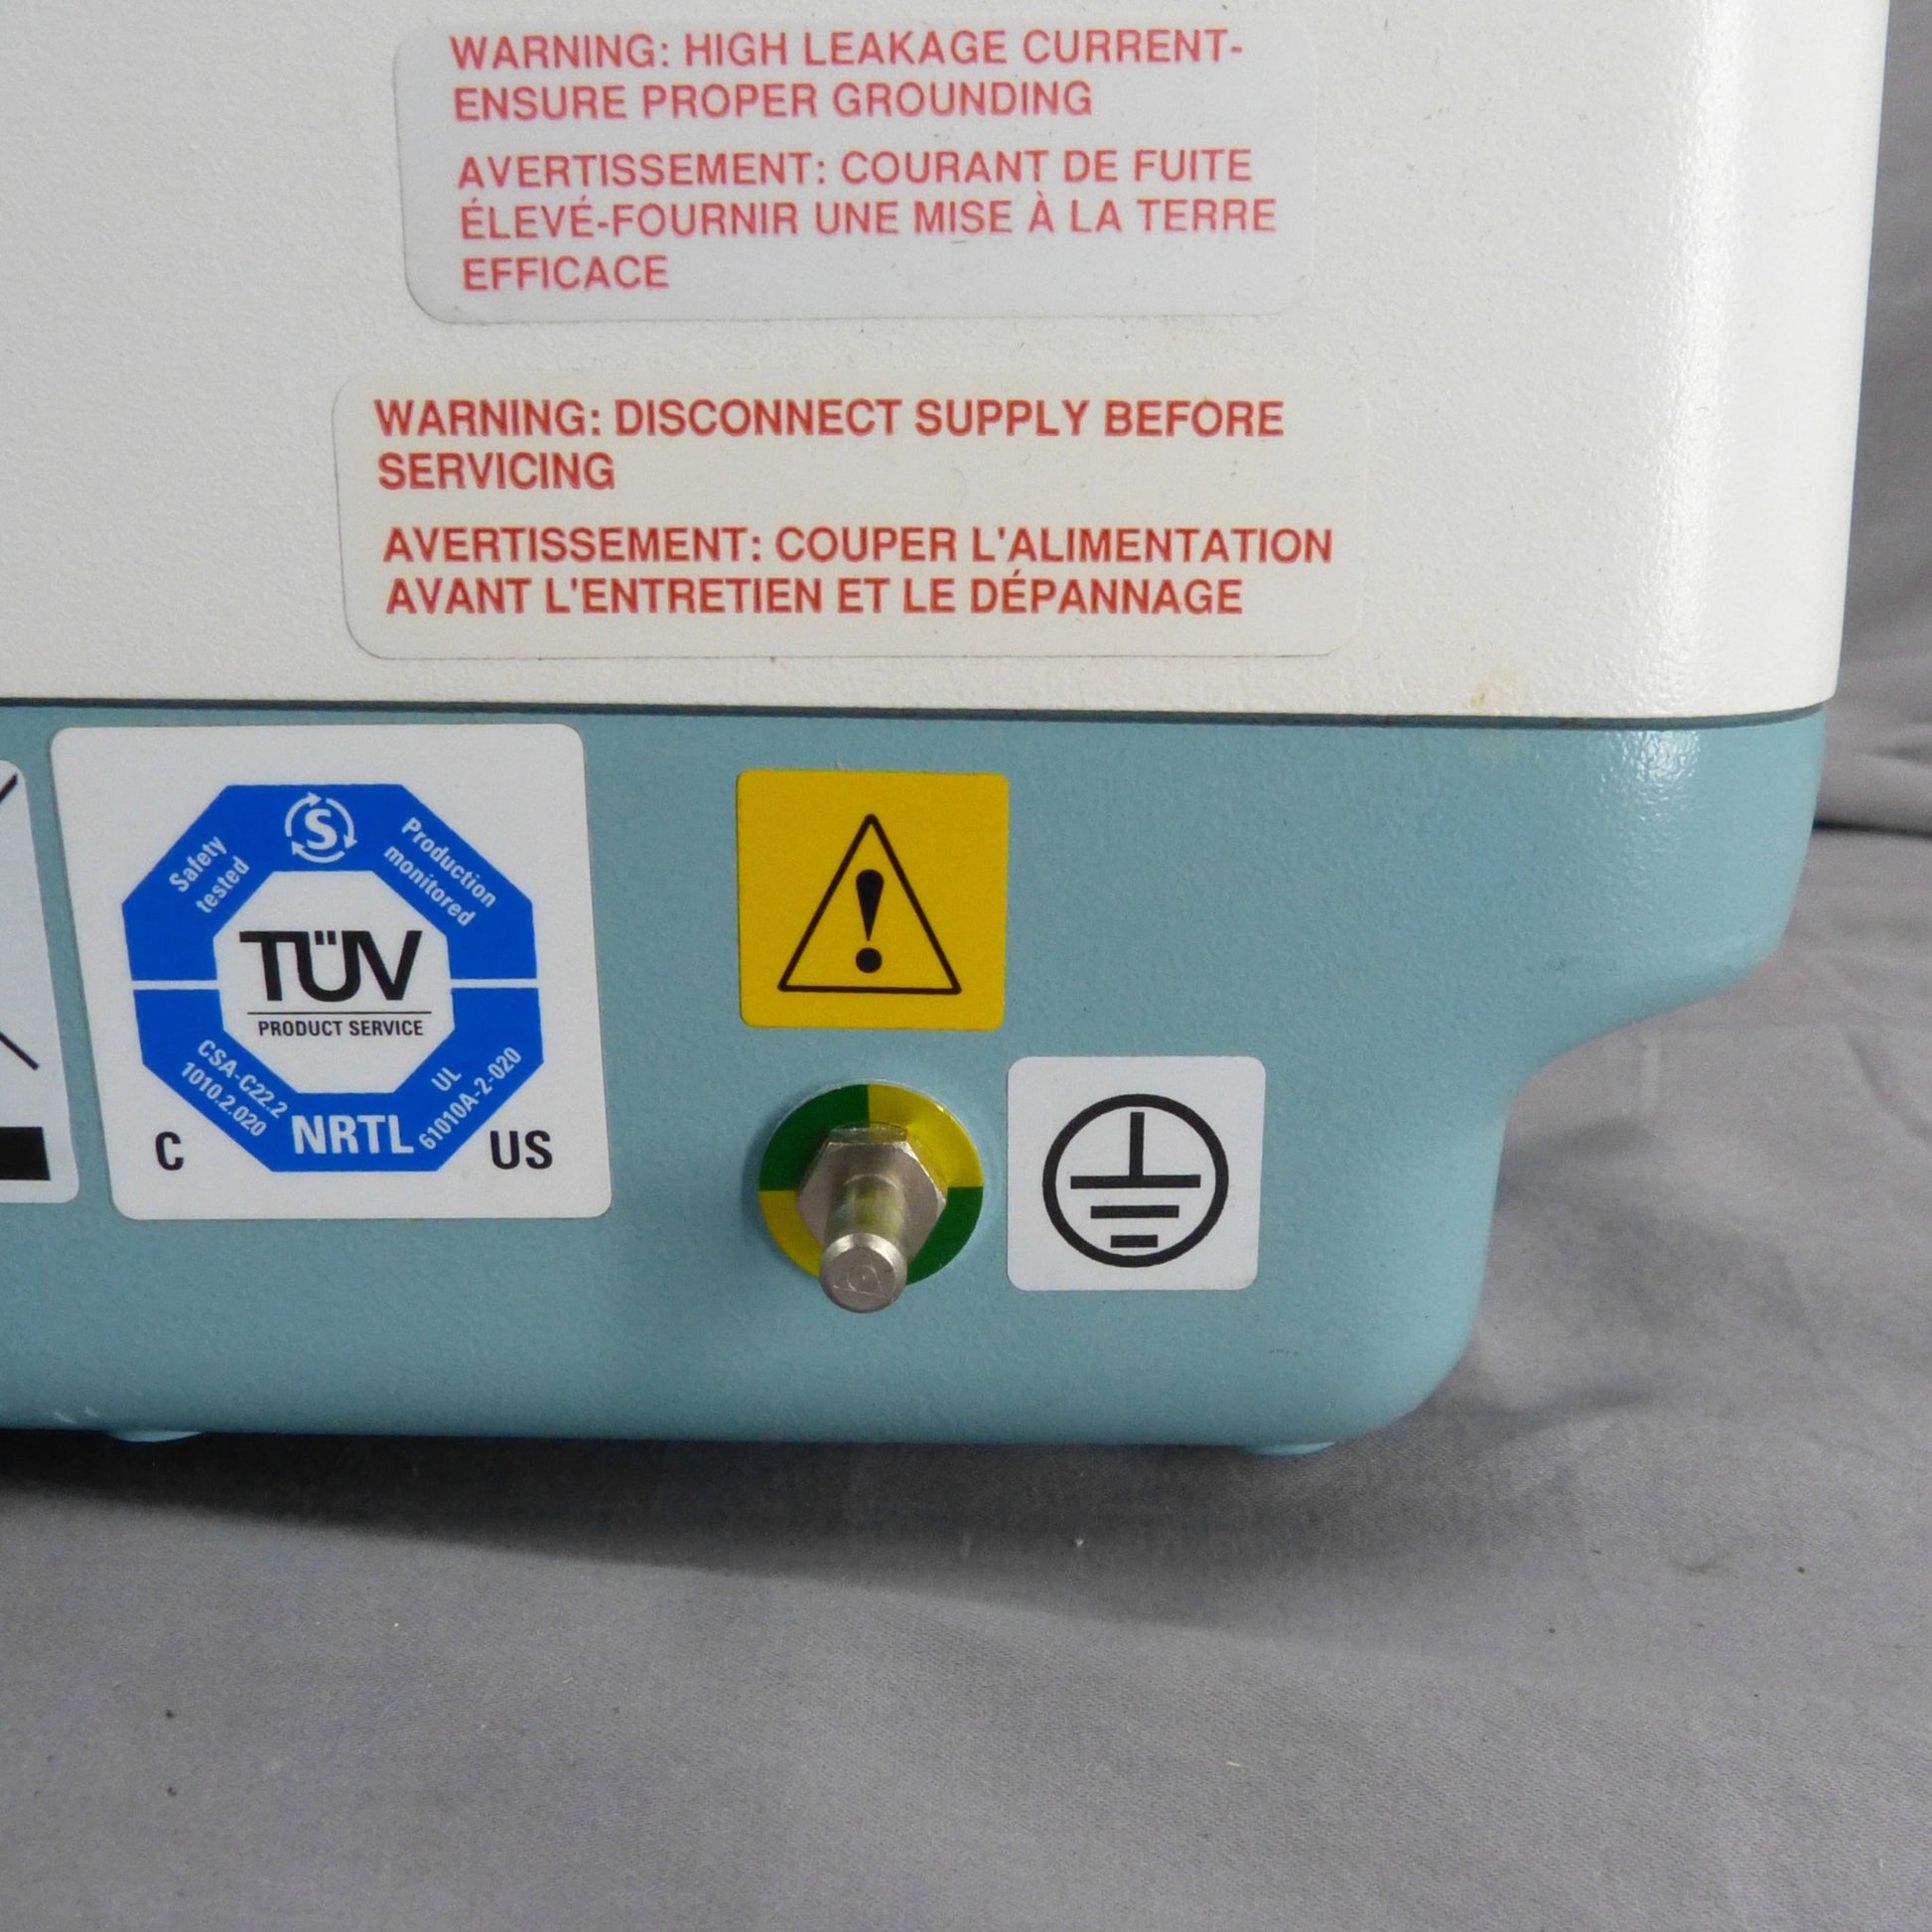 WARNING: HIGH LEAKAGE CURRENT-
ENSURE PROPER GROUNDING
AVERTISSEMENT: COURANT DE FUITE
ÉLEVÉ-FOURNIR UNE MISE À LA TERRE
EFFICACE
WARNING: DISCONNECT SUPPLY BEFORE
SERVICING
AVERTISSEMENT: COUPER L'ALIMENTATION
AVANT L'ENTRETIEN ET LE DÉPANNAGE
S
Safety
tested
Production
monitored
TÜV
PRODUCT SERVICE
CSA-C22.2
1010.2.020
UL
61010A-2-020
NRTL
C
US
!